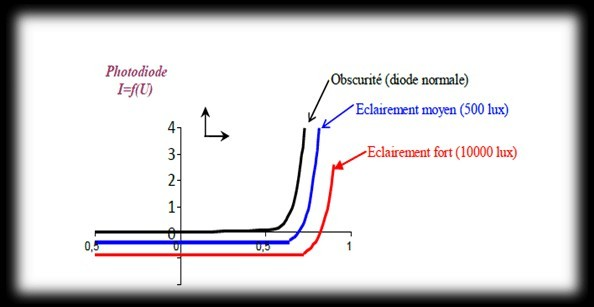 Photodiode
I=f(U)
Obscurité (diode normale)
Eclairement moyen (500 lux)
Eclairement fort (10000 lux)
4
3
2
1
0
0,5 0 0,5 1